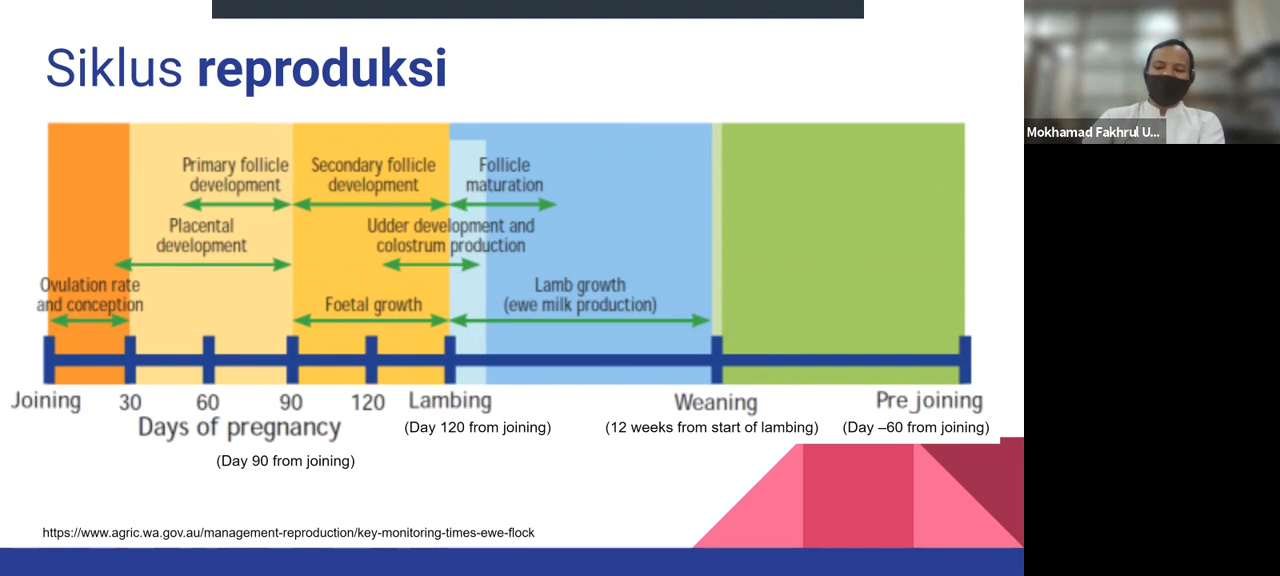 Siklus reproduksi
Primary follicle
development
Secondary follicle
development
Follicle
maturation
Placental
development
Udder development and
colostrum production
Ovulation rate
and conception
Foetal growth
Lamb growth
(ewe milk production)
Joining 30 60 90 120 Lambing Weaning Pre joining
Days of pregnancy
(Day 120 from joining) (12 weeks from start of lambing) (Day –60 from joining)
(Day 90 from joining)
https://www.agric.wa.gov.au/management-reproduction/key-monitoring-times-ewe-flock
Mokhamad Fakhrul U...